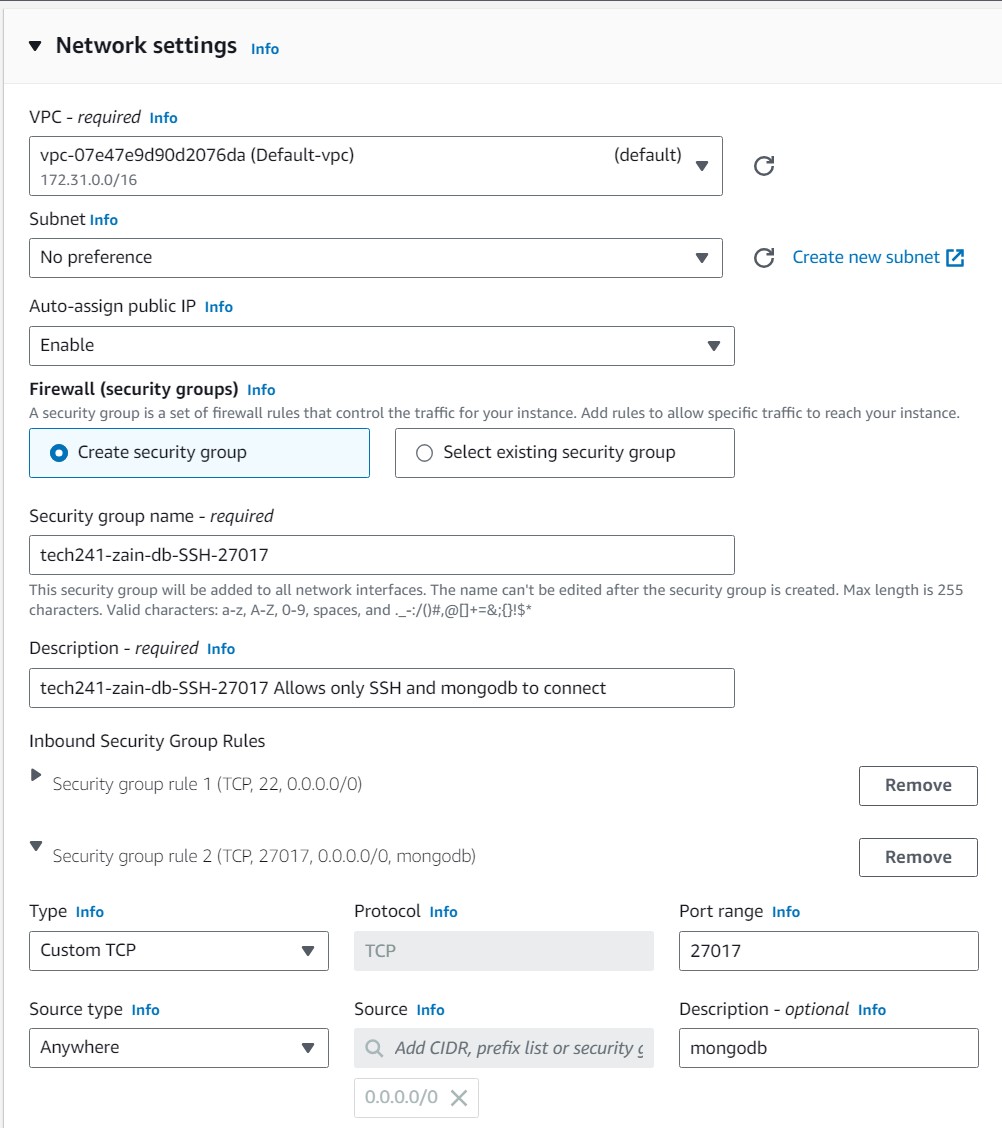 Network settings Info
VPC - required Info
vpc-07e47e9d90d2076da (Default-vpc) (default)
172.31.0.0/16
Subnet Info
No preference
Create new subnet
Auto-assign public IP Info
Enable
Firewall (security groups) Info
A security group is a set of firewall rules that control the traffic for your instance. Add rules to allow specific traffic to reach your instance.
Create security group
Select existing security group
Security group name - required
tech241-zain-db-SSH-27017
This security group will be added to all network interfaces. The name can't be edited after the security group is created. Max length is 255
characters. Valid characters: a-z, A-Z, 0-9, spaces, and ._-:/()#,@[]+=&;{}!$*
Description - required Info
tech241-zain-db-SSH-27017 Allows only SSH and mongodb to connect
Inbound Security Group Rules
Security group rule 1 (TCP, 22, 0.0.0.0/0)
Remove
Security group rule 2 (TCP, 27017, 0.0.0.0/0, mongodb)
Remove
Type Info
Protocol Info
Port range Info
Custom TCP
TCP
27017
Source type Info
Source Info
Description - optional Info
Anywhere
Add CIDR, prefix list or security g
mongodb
0.0.0.0/0